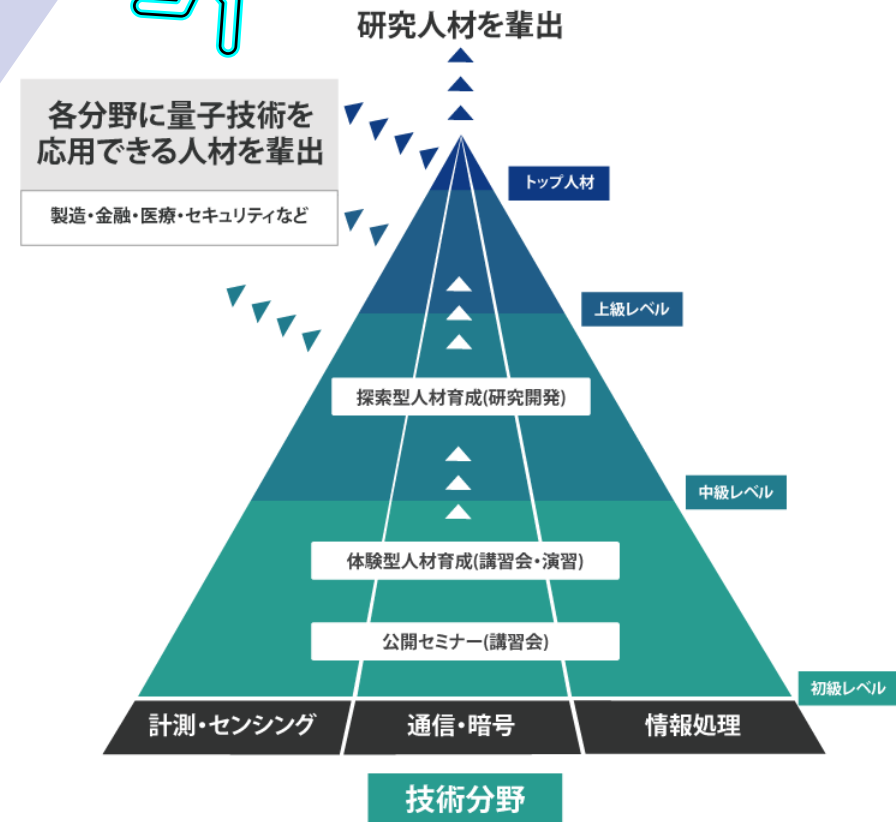 研究人材を輩出
各分野に量子技術を
応用できる人材を輩出
製造・金融・医療・セキュリティなど
トップ人材
上級レベル
探索型人材育成(研究開発)
中級レベル
体験型人材育成(講習会・演習)
公開セミナー(講習会)
初級レベル
計測・センシング
通信・暗号
情報処理
技術分野